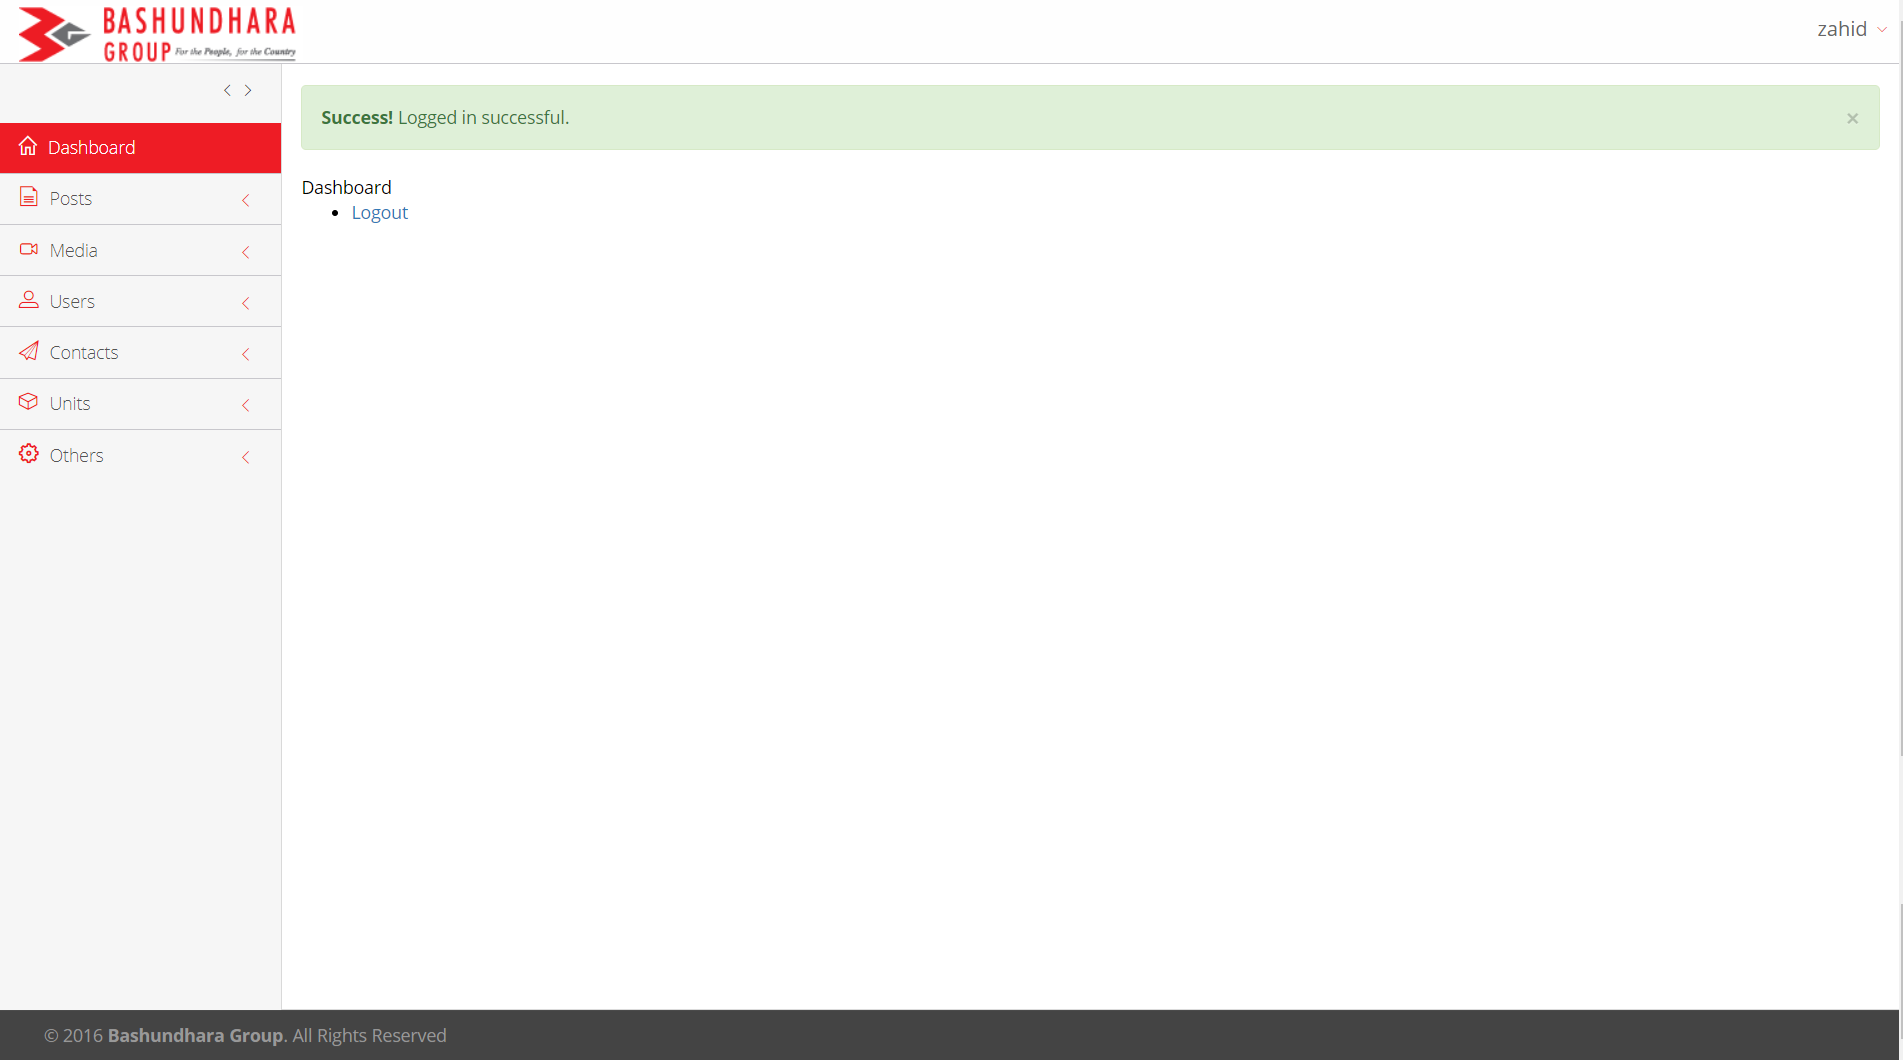 BASHUNDHARA
GROUP For the People, for the Country
zahid
Dashboard
Posts
Media
Users
Contacts
Units
Others
Success! Logged in successful.
×
Dashboard
• Logout
© 2016 Bashundhara Group. All Rights Reserved